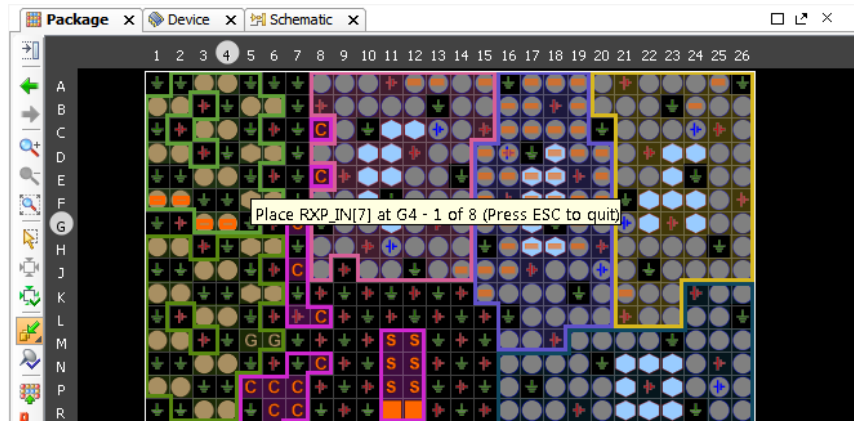 Package Device Schematic
1 2 3 4 5 6 7 8 9 10 11 12 13 14 15 16 17 18 19 20 21 22 23 24 25 26
A
B
C C
D
E C
F
Place RXP_IN[7] at G4 - 1 of 8 (Press ESC to quit)
G
H
J C
K
L C
M G G S S
N C S S
P C C C S S
R C C